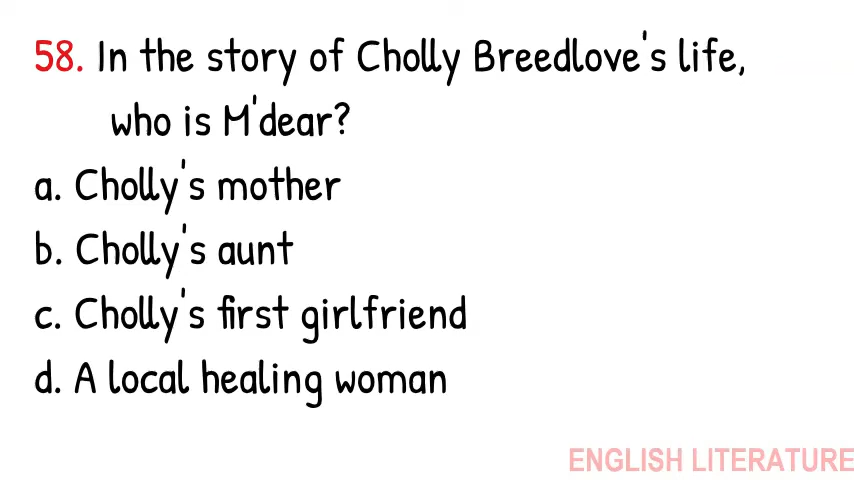 58. In the story of Cholly Breedlove's life,
who is M'dear?
a. Cholly's mother
b. Cholly's aunt
c. Cholly's first girlfriend
d. A local healing woman
ENGLISH LITERATURE